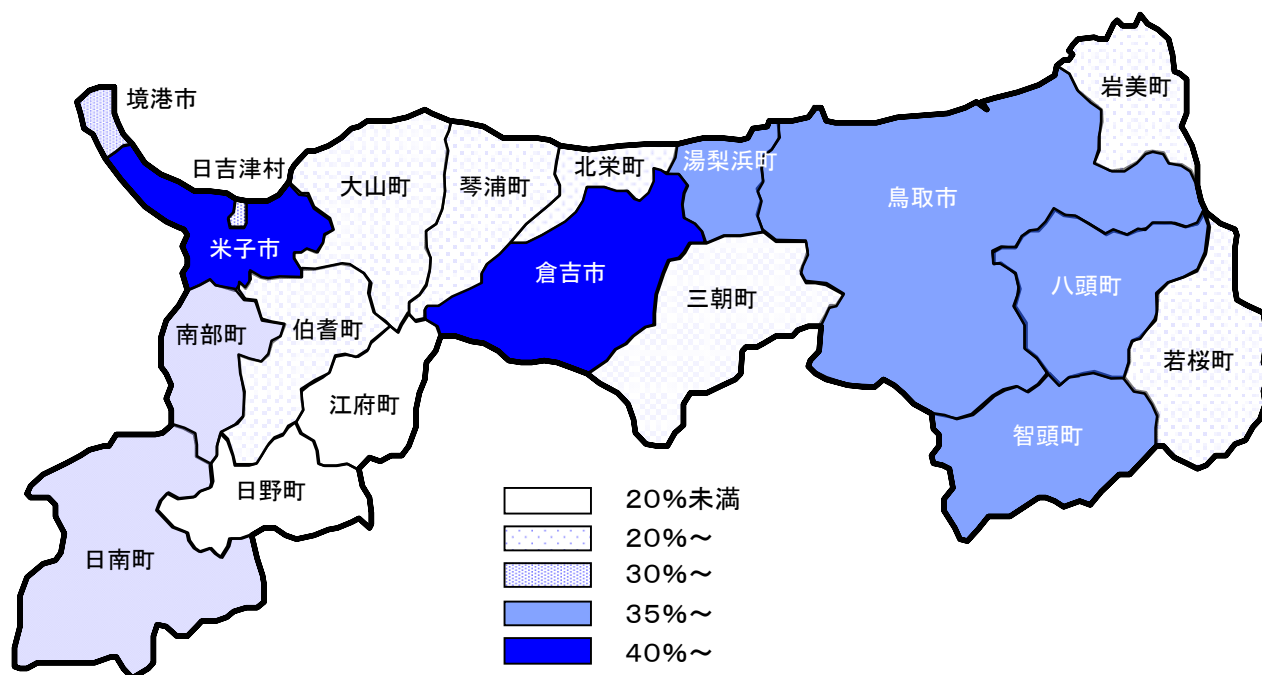 岩美町
境港市
日吉津村
大山町
琴浦町
北栄町
湯梨浜町
鳥取市
米子市
倉吉市
三朝町
八頭町
南部町
伯耆町
若桜町
江府町
智頭町
日野町
日南町
20%未満
20%～
30%～
35%～
40%～